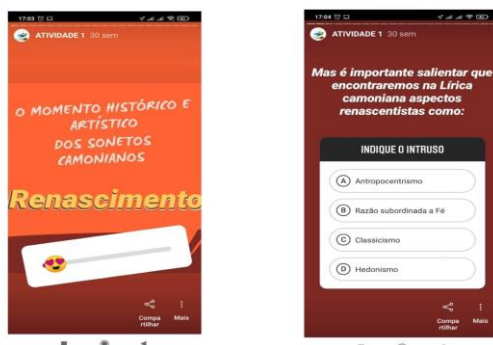 17:03
ATIVIDADE 1 30 sem
O MOMENTO HISTÓRICO E
ARTÍSTICO
DOS SONETOS
CAMONIANOS
Renascimento
Compa
rtilhar
Mais
17:04
ATIVIDADE 1 30 sem
Mas é importante salientar que
encontraremos na Lírica
camoniana aspectos
renascentistas como:
INDIQUE O INTRUSO
A Antropocentrismo
B Razão subordinada a Fé
C Classicismo
D Hedonismo
Compa
rtilhar
Mais